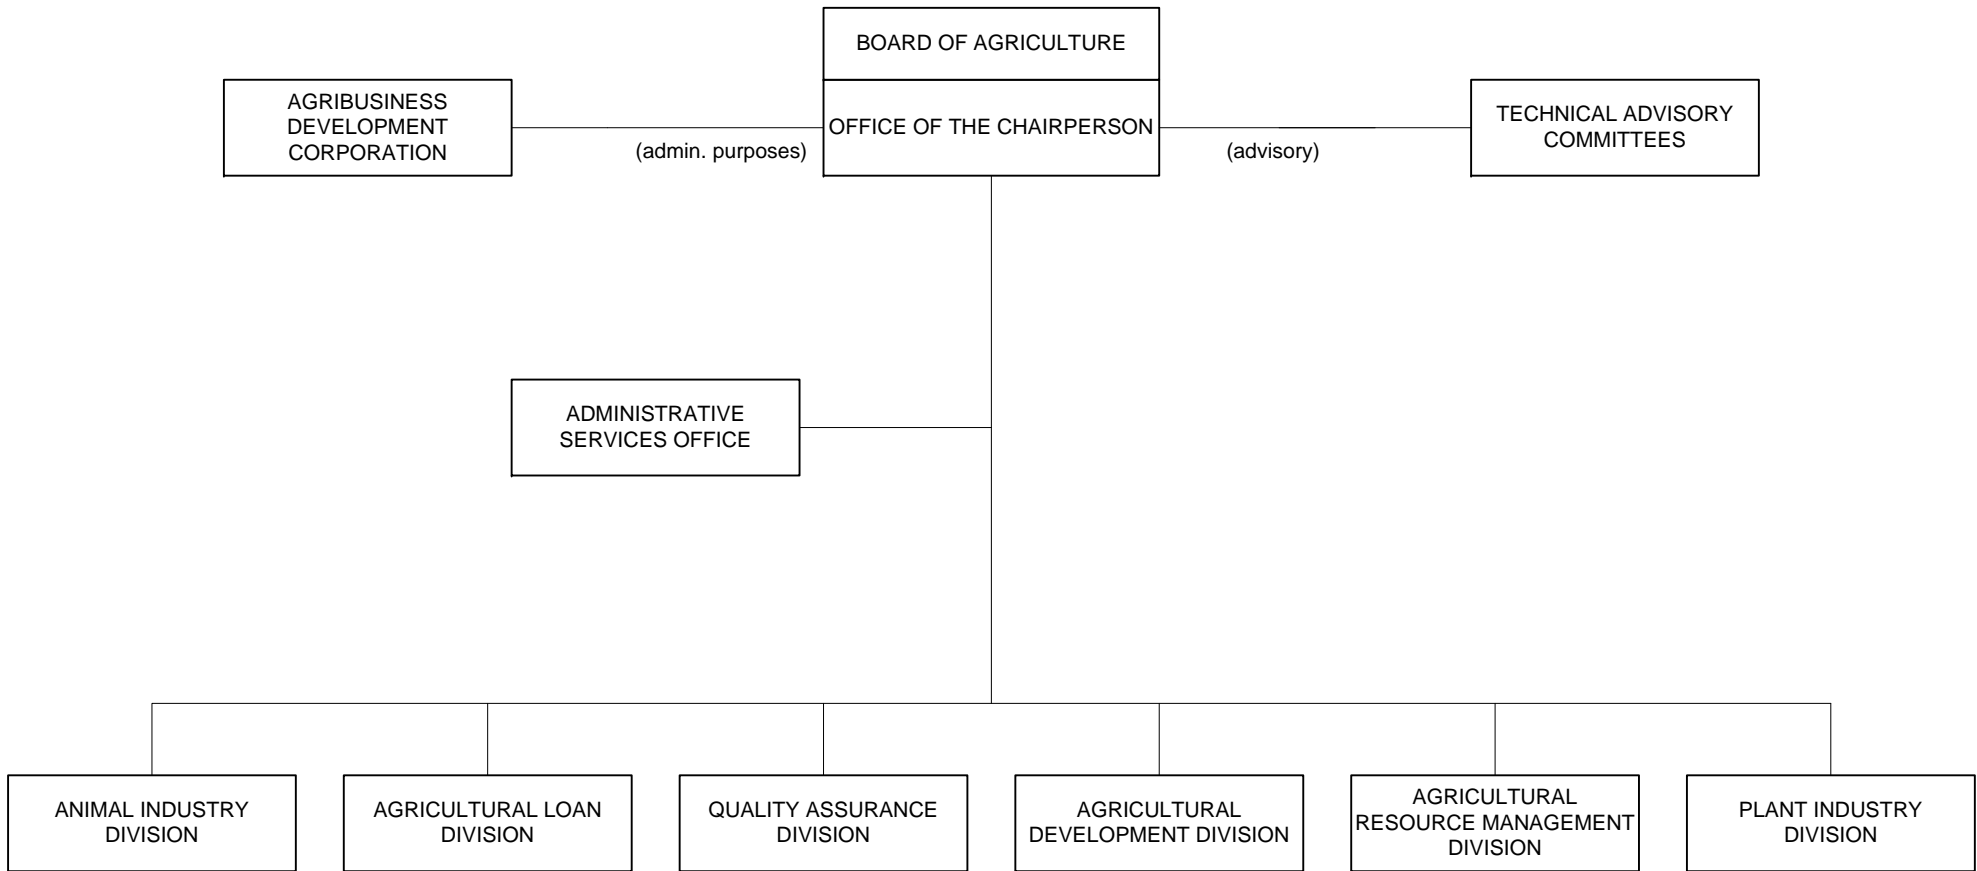 BOARD OF AGRICULTURE
AGRIBUSINESS
DEVELOPMENT
CORPORATION
(admin. purposes)
OFFICE OF THE CHAIRPERSON
(advisory)
TECHNICAL ADVISORY
COMMITTEES
ADMINISTRATIVE
SERVICES OFFICE
ANIMAL INDUSTRY
DIVISION
AGRICULTURAL LOAN
DIVISION
QUALITY ASSURANCE
DIVISION
AGRICULTURAL
DEVELOPMENT DIVISION
AGRICULTURAL
RESOURCE MANAGEMENT
DIVISION
PLANT INDUSTRY
DIVISION